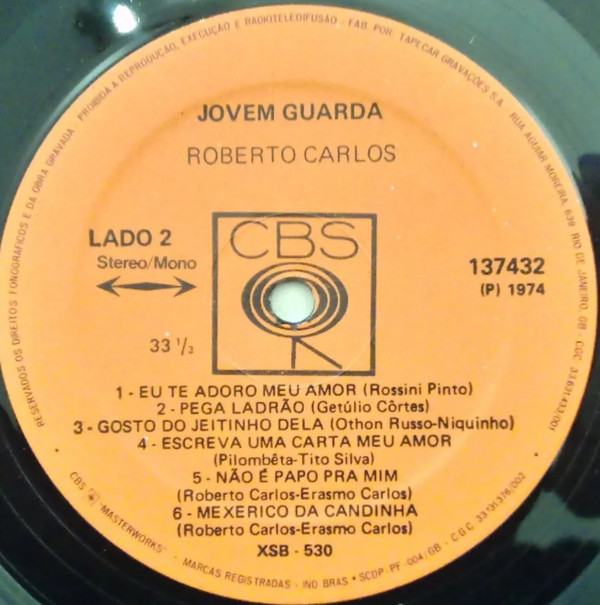 RESERVADOS OS DIREITOS FONOGRÁFICOS E DA OBRA GRAVADA - PROIBIDA A REPRODUÇÃO, EXECUÇÃO E RADIOTELEDIFUSÃO - FAB. POR: TAPECAR GRAVAÇÕES S.A. RUA AGUIAR MOREIRA, 639 RIO DE JANEIRO, GB - CGC 33.631.433/001
JOVEM GUARDA
ROBERTO CARLOS
CBS
LADO 2
Stereo/Mono
137432
(P) 1974
33 1/3
1 - EU TE ADORO MEU AMOR (Rossini Pinto)
2 - PEGA LADRÃO (Getúlio Côrtes)
3 - GOSTO DO JEITINHO DELA (Othon Russo-Niquinho)
4 - ESCREVA UMA CARTA MEU AMOR
(Pilombêta-Tito Silva)
5 - NÃO É PAPO PRA MIM
(Roberto Carlos-Erasmo Carlos)
6 - MEXERICO DA CANDINHA
(Roberto Carlos-Erasmo Carlos)
XSB - 530
CBS "MASTERWORKS" - MARCAS REGISTRADAS - IND. BRAS • SCDP-PF-004/GB - CGC 33131376/002